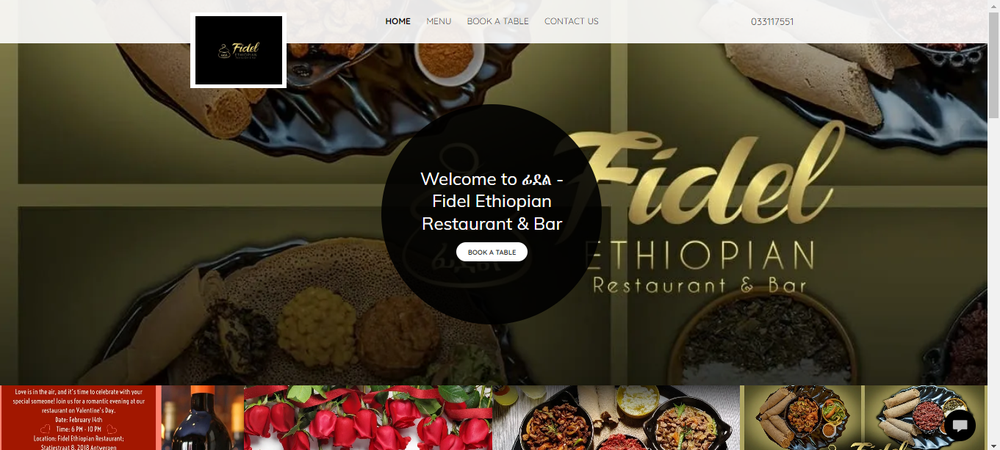 Fidel
ETHIOPIAN
HOME MENU BOOK A TABLE CONTACT US
033117551
Welcome to ፊደል -
Fidel Ethiopian
Restaurant & Bar
BOOK A TABLE
Fidel
ETHIOPIAN
Restaurant & Bar
Love is in the air, and it's time to celebrate with your
special someone! Join us for a romantic evening at our
restaurant on Valentine's Day.
Date: February 14th
Time: 6 PM - 10 PM
Location: Fidel Ethiopian Restaurant;
Statiestraat 8, 2018 Antwerpen